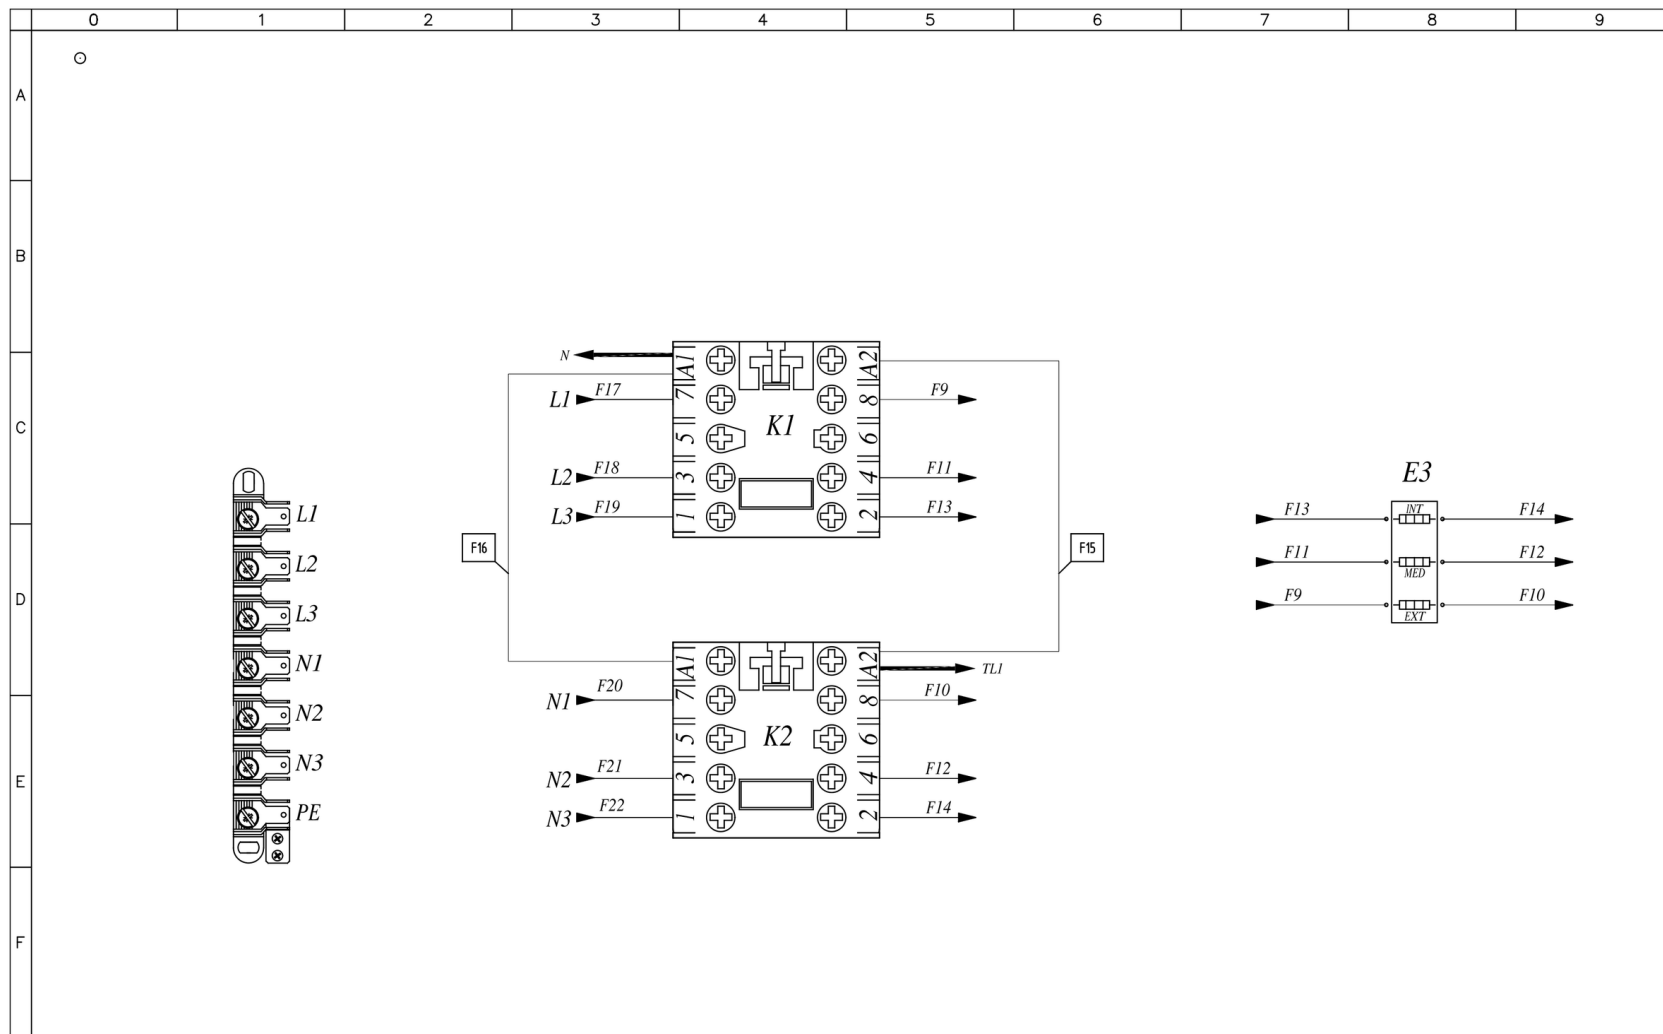 0 1 2 3 4 5 6 7 8 9
A
B
C
D
E
F
N
A1 A2
L1 F17 7 8 F9
K1
5 6
L2 F18 3 4 F11
L3 F19 1 2 F13
F16 F15
A1 A2
TL1
N1 F20 7 8 F10
K2
5 6
N2 F21 3 4 F12
N3 F22 1 2 F14
L1
L2
L3
N1
N2
N3
PE
E3
F13 INT F14
F11 MED F12
F9 EXT F10